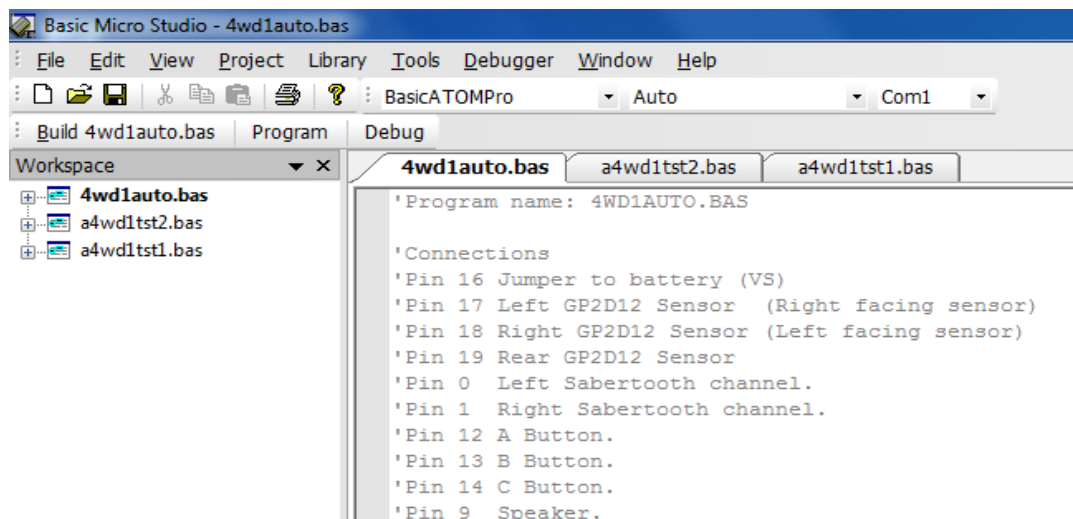 Basic Micro Studio - 4wd1auto.bas
File Edit View Project Library Tools Debugger Window Help
BasicATOMPro Auto Com1
Build 4wd1auto.bas Program Debug
Workspace
4wd1auto.bas
a4wd1tst2.bas
a4wd1tst1.bas
4wd1auto.bas a4wd1tst2.bas a4wd1tst1.bas
'Program name: 4WD1AUTO.BAS
'Connections
'Pin 16 Jumper to battery (VS)
'Pin 17 Left GP2D12 Sensor  (Right facing sensor)
'Pin 18 Right GP2D12 Sensor (Left facing sensor)
'Pin 19 Rear GP2D12 Sensor
'Pin 0  Left Sabertooth channel.
'Pin 1  Right Sabertooth channel.
'Pin 12 A Button.
'Pin 13 B Button.
'Pin 14 C Button.
'Pin 9  Speaker.